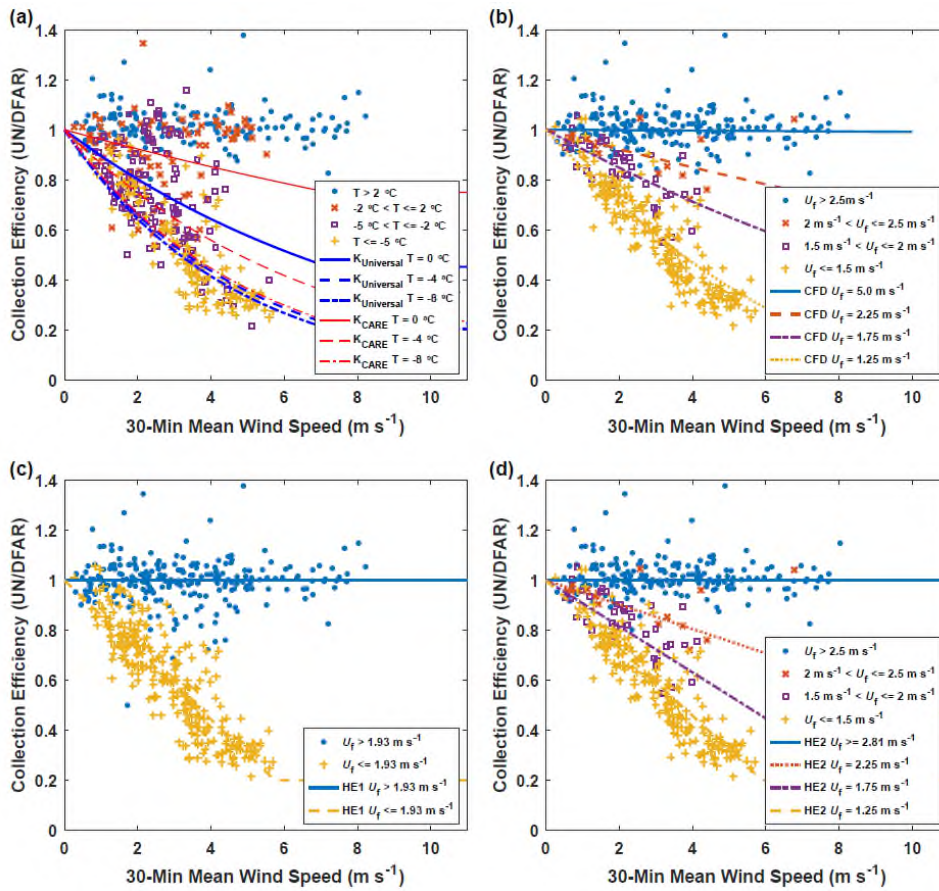 (a)
1.4
1.2
1
0.8
0.6
0.4
0.2
0
Collection Efficiency (UN/DFAR)
T > 2 °C
-2 °C < T <= 2 °C
-5 °C < T <= -2 °C
T <= -5 °C
K_Universal T = 0 °C
K_Universal T = -4 °C
K_Universal T = -8 °C
K_CARE T = 0 °C
K_CARE T = -4 °C
K_CARE T = -8 °C
0 2 4 6 8 10
30-Min Mean Wind Speed (m s⁻¹)
(b)
1.4
1.2
1
0.8
0.6
0.4
0.2
0
Collection Efficiency (UN/DFAR)
U_f > 2.5m s⁻¹
2 m s⁻¹ < U_f <= 2.5 m s⁻¹
1.5 m s⁻¹ < U_f <= 2 m s⁻¹
U_f <= 1.5 m s⁻¹
CFD U_f = 5.0 m s⁻¹
CFD U_f = 2.25 m s⁻¹
CFD U_f = 1.75 m s⁻¹
CFD U_f = 1.25 m s⁻¹
0 2 4 6 8 10
30-Min Mean Wind Speed (m s⁻¹)
(c)
1.4
1.2
1
0.8
0.6
0.4
0.2
0
Collection Efficiency (UN/DFAR)
U_f > 1.93 m s⁻¹
U_f <= 1.93 m s⁻¹
HE1 U_f > 1.93 m s⁻¹
HE1 U_f <= 1.93 m s⁻¹
0 2 4 6 8 10
30-Min Mean Wind Speed (m s⁻¹)
(d)
1.4
1.2
1
0.8
0.6
0.4
0.2
0
Collection Efficiency (UN/DFAR)
U_f > 2.5 m s⁻¹
2 m s⁻¹ < U_f <= 2.5 m s⁻¹
1.5 m s⁻¹ < U_f <= 2 m s⁻¹
U_f <= 1.5 m s⁻¹
HE2 U_f >= 2.81 m s⁻¹
HE2 U_f = 2.25 m s⁻¹
HE2 U_f = 1.75 m s⁻¹
HE2 U_f = 1.25 m s⁻¹
0 2 4 6 8 10
30-Min Mean Wind Speed (m s⁻¹)